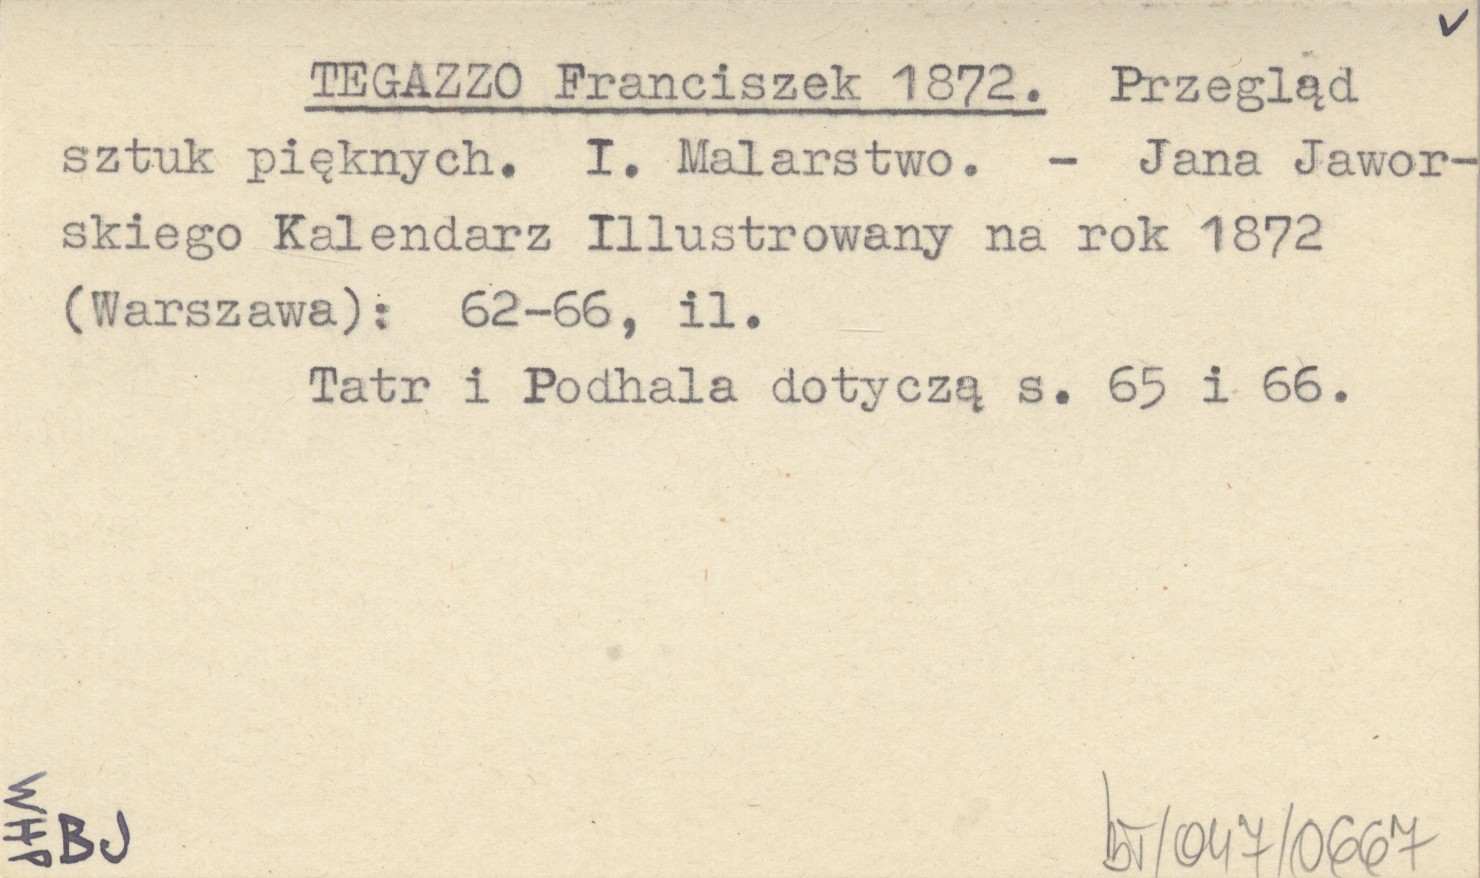 ✓
TEGAZZO Franciszek 1872. Przegląd
sztuk pięknych. I. Malarstwo. - Jana Jawor-
skiego Kalendarz Illustrowany na rok 1872
(Warszawa): 62-66, il.
Tatr i Podhala dotyczą s. 65 i 66.
WHP
BJ
bT/047/0667